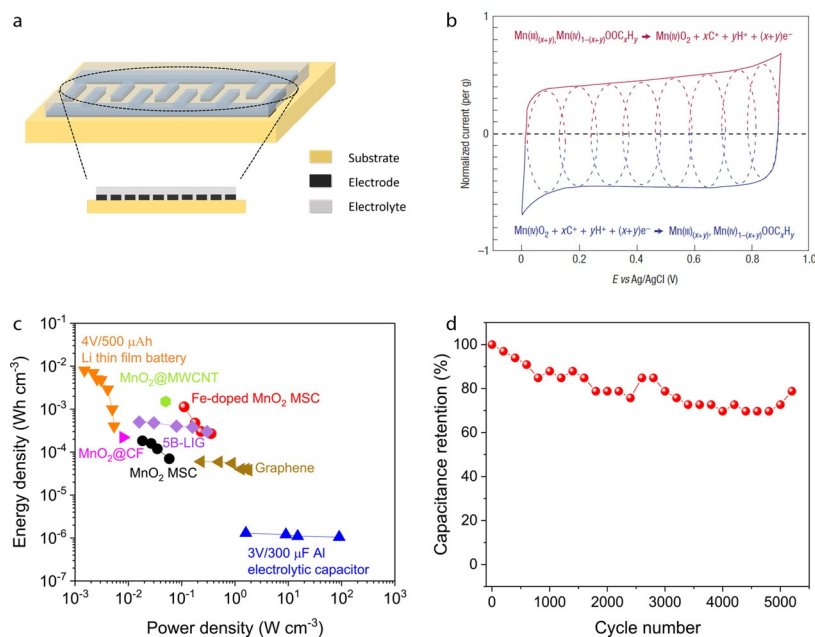 a
Substrate
Electrode
Electrolyte
b
Normalized current (per g)
1
0
–1
Mn(III)(x+y),Mn(IV)1–(x+y)OOCxHy → Mn(IV)O2 + xC+ + yH+ + (x+y)e–
Mn(IV)O2 + xC+ + yH+ + (x+y)e– → Mn(III)(x+y), Mn(IV)1–(x+y)OOCxHy
0 0.2 0.4 0.6 0.8 1.0
E vs Ag/AgCl (V)
c
Energy density (Wh cm-3)
10-1
10-2
10-3
10-4
10-5
10-6
10-7
4V/500 μAh
Li thin film battery
MnO2@MWCNT
Fe-doped MnO2 MSC
5B-LIG
MnO2@CF
MnO2 MSC
Graphene
3V/300 μF Al
electrolytic capacitor
10-3 10-2 10-1 100 101 102 103
Power density (W cm-3)
d
Capacitance retention (%)
100
80
60
40
20
0
0 1000 2000 3000 4000 5000
Cycle number